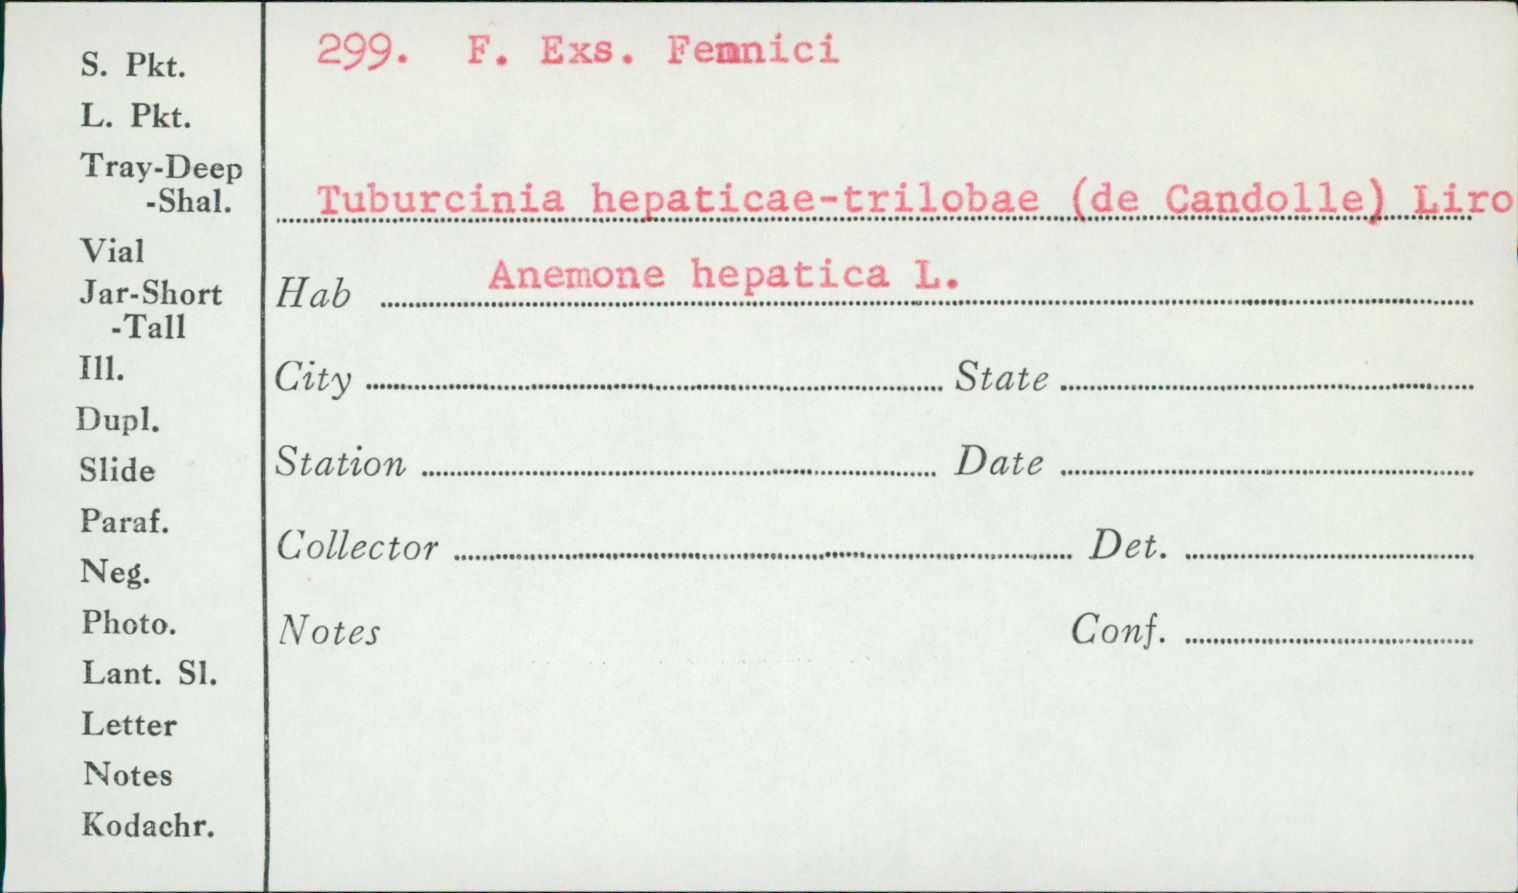 299. F. Exs. Fennici
Tuburcinia hepaticae-trilobae (de Candolle) Liro
Hab Anemone hepatica L.
City State
Station Date
Collector Det.
Notes Conf.
S. Pkt.
L. Pkt.
Tray-Deep
-Shal.
Vial
Jar-Short
-Tall
Ill.
Dupl.
Slide
Paraf.
Neg.
Photo.
Lant. Sl.
Letter
Notes
Kodachr.